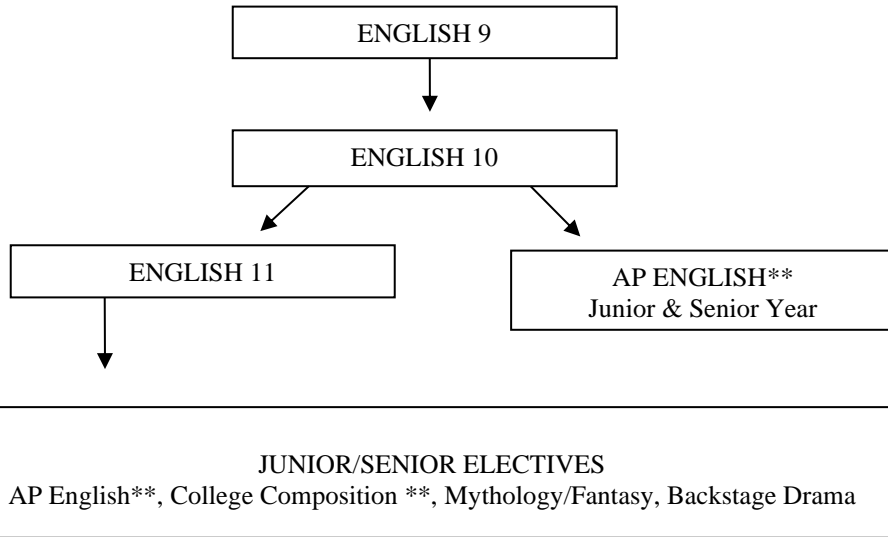 ENGLISH 9
ENGLISH 10
ENGLISH 11
AP ENGLISH**
Junior & Senior Year
JUNIOR/SENIOR ELECTIVES
AP English**, College Composition **, Mythology/Fantasy, Backstage Drama